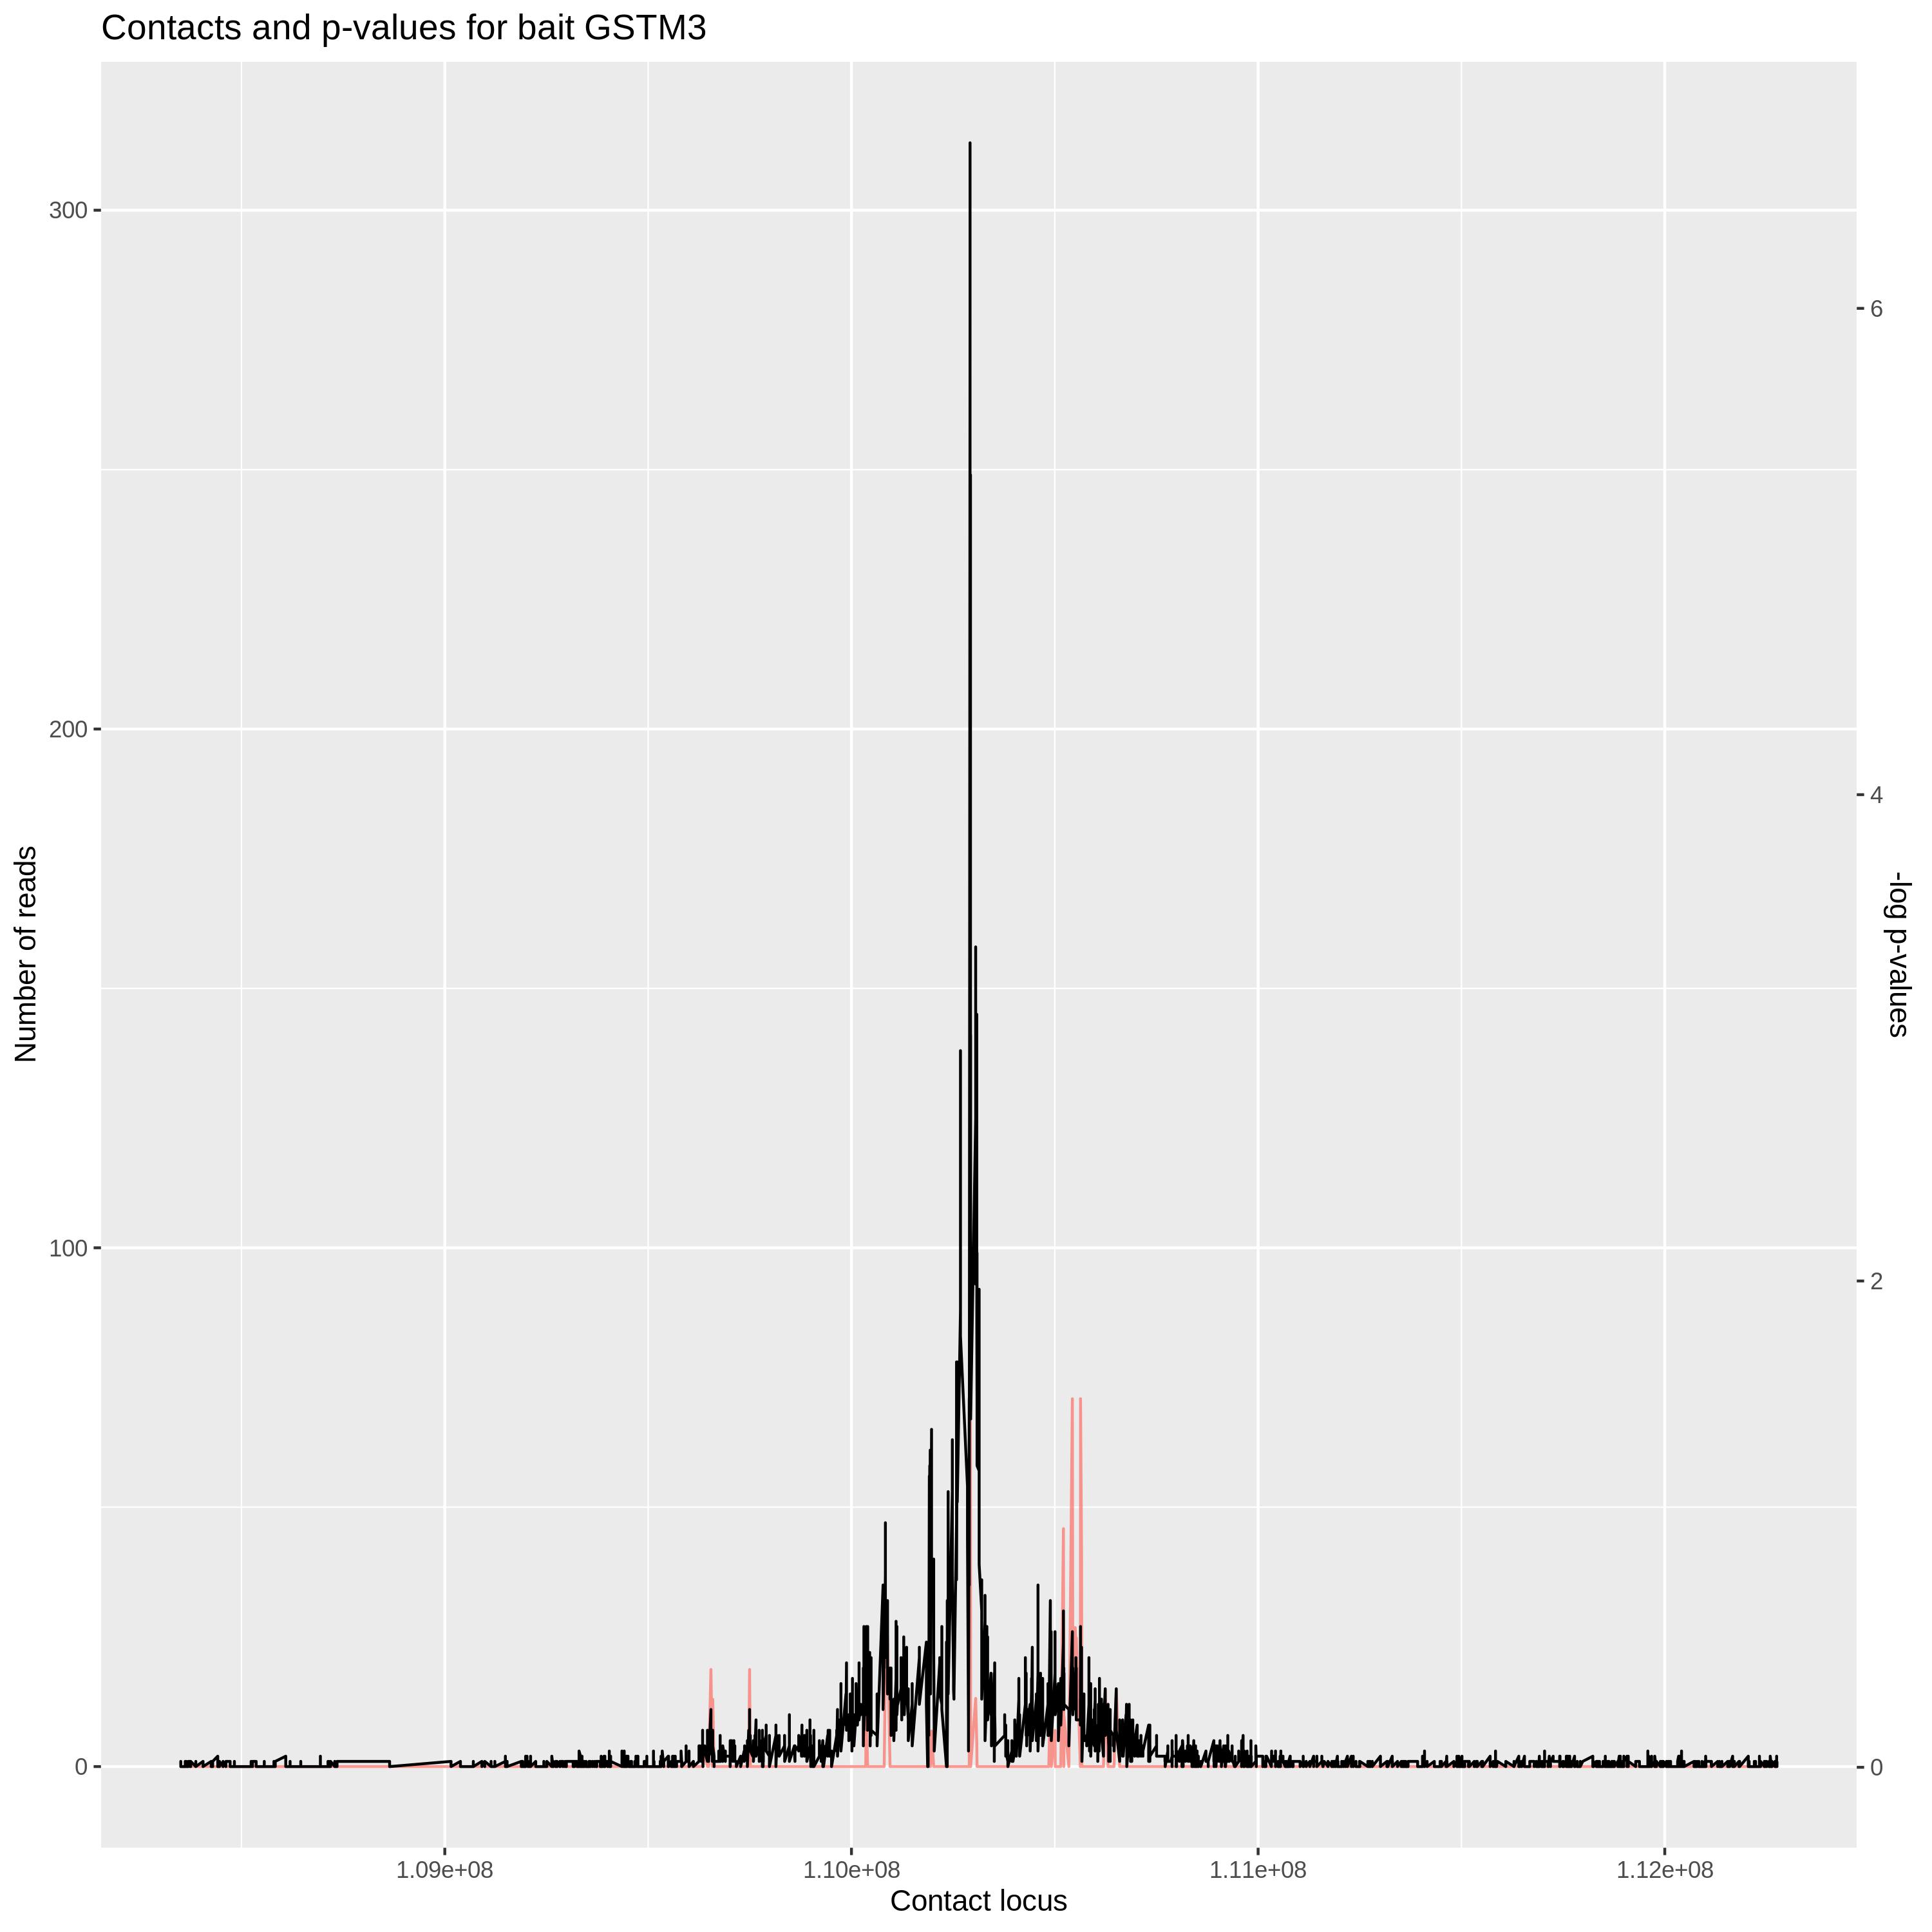 Contacts and p-values for bait GSTM3
300
200
100
0
6
4
2
0
Number of reads
-log p-values
1.09e+08
1.10e+08
1.11e+08
1.12e+08
Contact locus